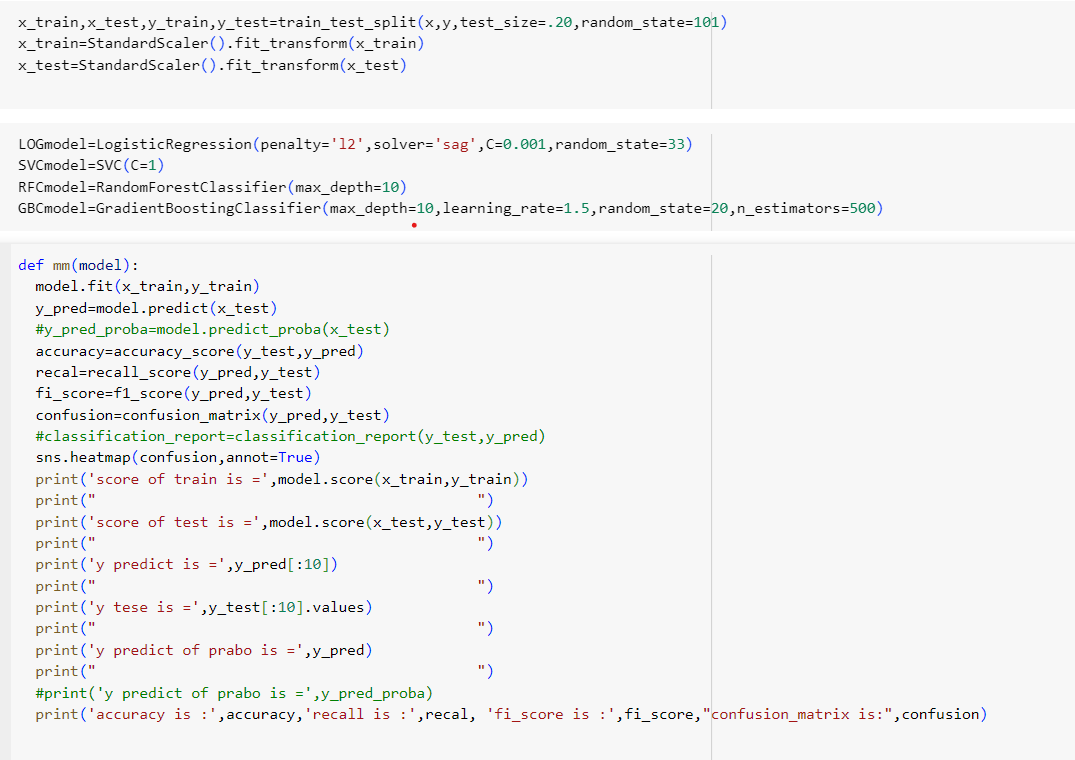 x_train,x_test,y_train,y_test=train_test_split(x,y,test_size=.20,random_state=101)
x_train=StandardScaler().fit_transform(x_train)
x_test=StandardScaler().fit_transform(x_test)
LOGmodel=LogisticRegression(penalty='l2',solver='sag',C=0.001,random_state=33)
SVCmodel=SVC(C=1)
RFCmodel=RandomForestClassifier(max_depth=10)
GBCmodel=GradientBoostingClassifier(max_depth=10,learning_rate=1.5,random_state=20,n_estimators=500)
def mm(model):
  model.fit(x_train,y_train)
  y_pred=model.predict(x_test)
  #y_pred_proba=model.predict_proba(x_test)
  accuracy=accuracy_score(y_test,y_pred)
  recal=recall_score(y_pred,y_test)
  fi_score=f1_score(y_pred,y_test)
  confusion=confusion_matrix(y_pred,y_test)
  #classification_report=classification_report(y_test,y_pred)
  sns.heatmap(confusion,annot=True)
  print('score of train is =',model.score(x_train,y_train))
  print("                                            ")
  print('score of test is =',model.score(x_test,y_test))
  print("                                            ")
  print('y predict is =',y_pred[:10])
  print("                                            ")
  print('y tese is =',y_test[:10].values)
  print("                                            ")
  print('y predict of prabo is =',y_pred)
  print("                                            ")
  #print('y predict of prabo is =',y_pred_proba)
  print('accuracy is :',accuracy,'recall is :',recal, 'fi_score is :',fi_score,"confusion_matrix is:",confusion)